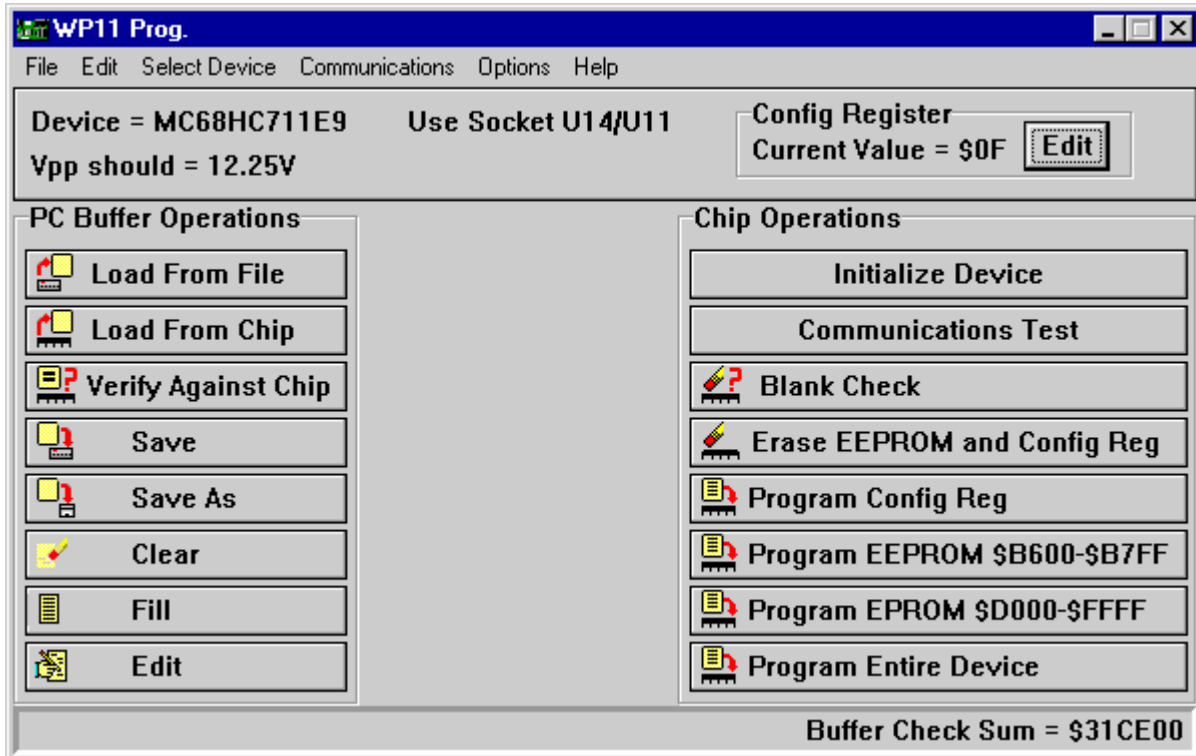 WP11 Prog.
File Edit Select Device Communications Options Help
Device = MC68HC711E9 Use Socket U14/U11
Vpp should = 12.25V
Config Register
Current Value = $0F Edit
PC Buffer Operations
Load From File
Load From Chip
Verify Against Chip
Save
Save As
Clear
Fill
Edit
Chip Operations
Initialize Device
Communications Test
Blank Check
Erase EEPROM and Config Reg
Program Config Reg
Program EEPROM $B600-$B7FF
Program EPROM $D000-$FFFF
Program Entire Device
Buffer Check Sum = $31CE00